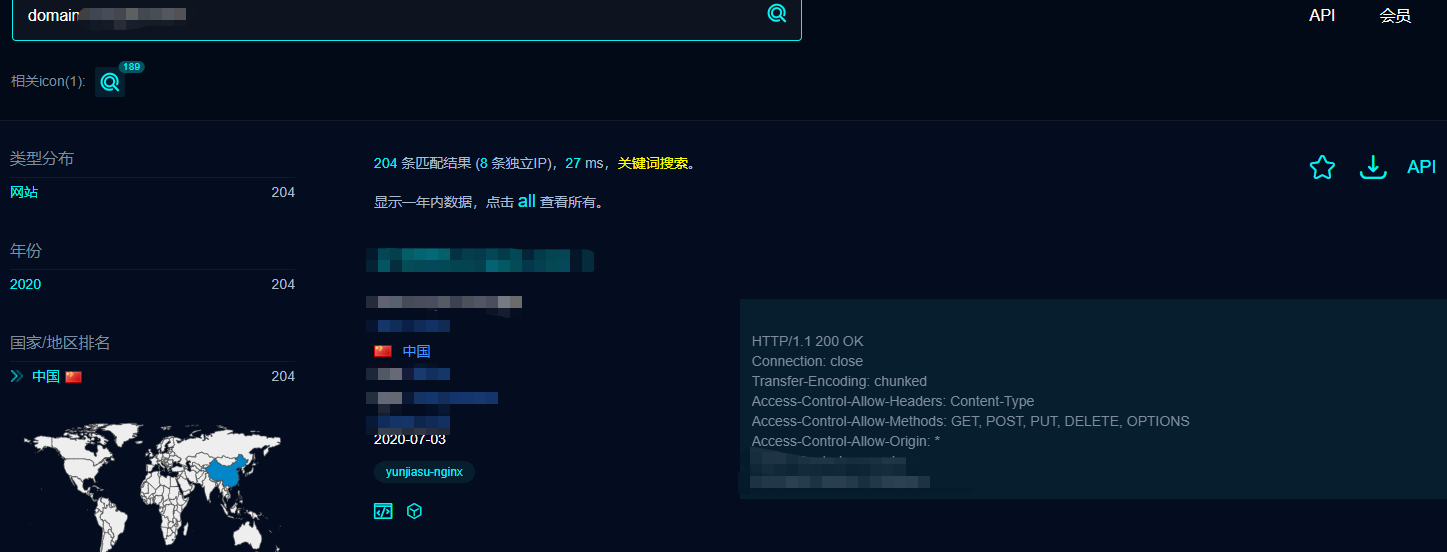 domain
API 会员
相关icon(1): 189
类型分布
网站 204
年份
2020 204
国家/地区排名
中国 204
204 条匹配结果 (8 条独立IP)，27 ms，关键词搜索。
API
显示一年内数据，点击 all 查看所有。
中国
2020-07-03
yunjiasu-nginx
HTTP/1.1 200 OK
Connection: close
Transfer-Encoding: chunked
Access-Control-Allow-Headers: Content-Type
Access-Control-Allow-Methods: GET, POST, PUT, DELETE, OPTIONS
Access-Control-Allow-Origin: *